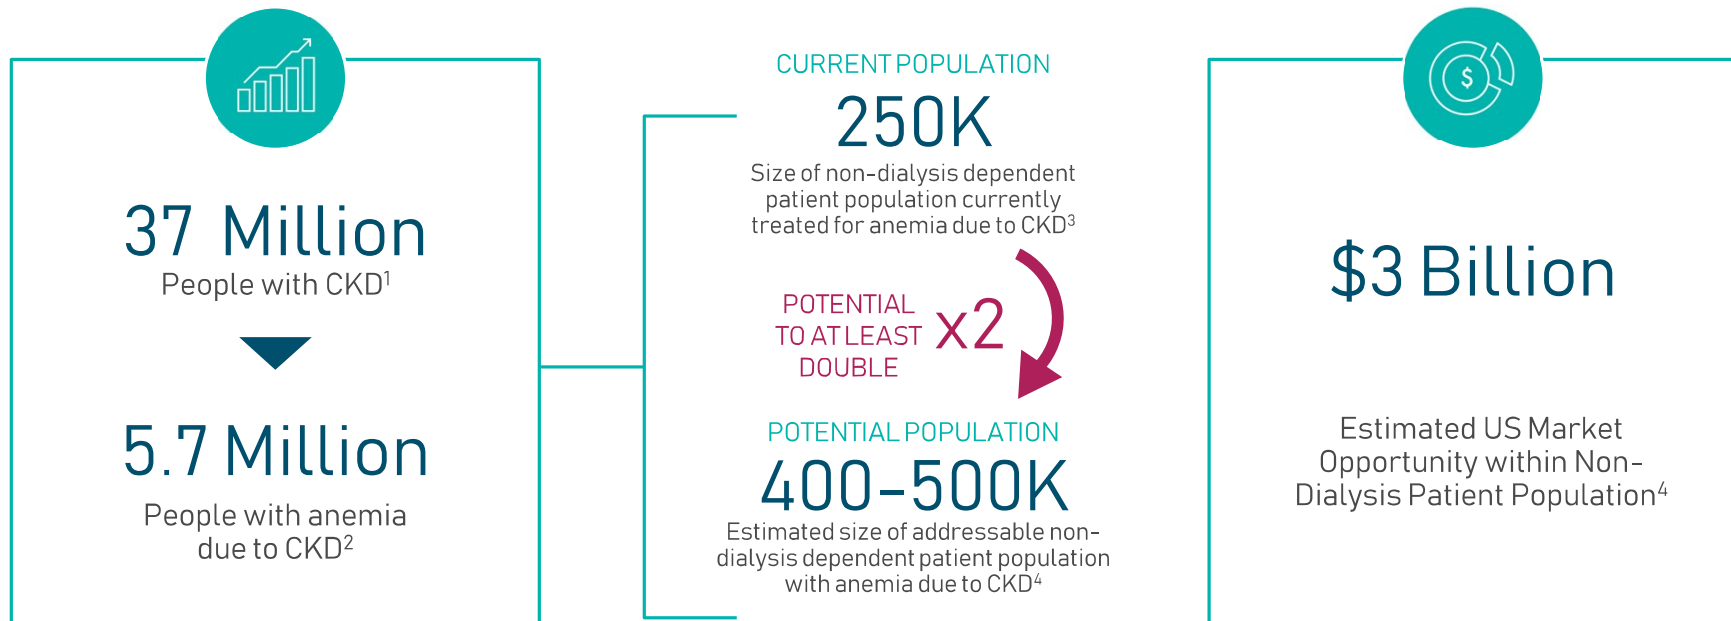 37 Million
People with CKD1
5.7 Million
People with anemia
due to CKD2
CURRENT POPULATION
250K
Size of non-dialysis dependent
patient population currently
treated for anemia due to CKD3
POTENTIAL
TO AT LEAST
DOUBLE
x2
POTENTIAL POPULATION
400-500K
Estimated size of addressable non-
dialysis dependent patient population
with anemia due to CKD4
$
$3 Billion
Estimated US Market
Opportunity within Non-
Dialysis Patient Population4